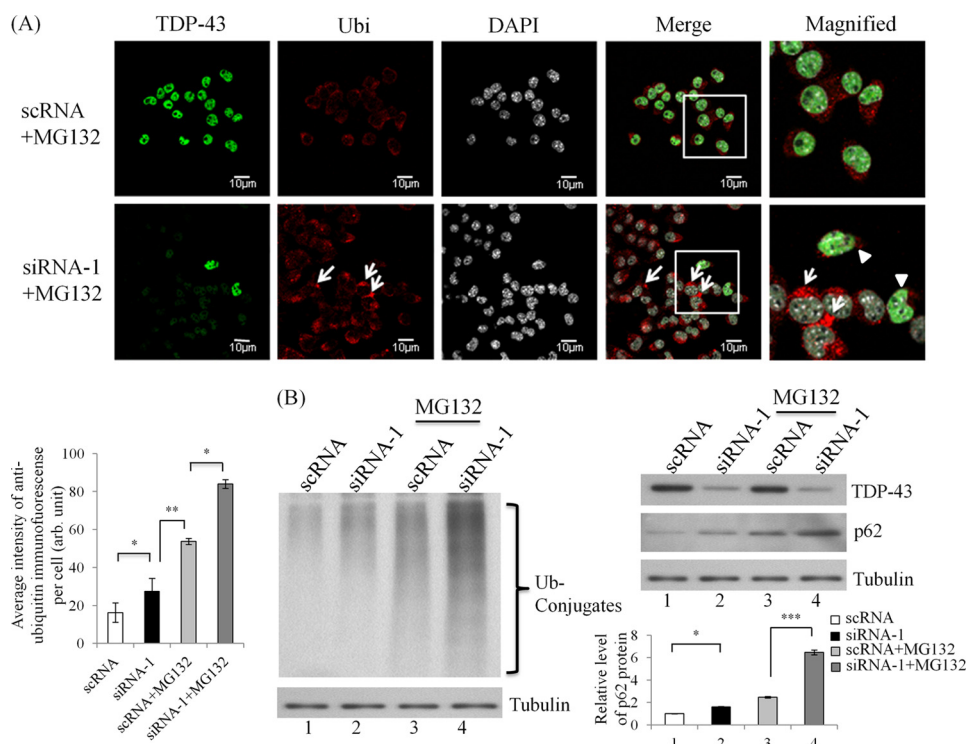 (A)
TDP-43 Ubi DAPI Merge Magnified
scRNA
+MG132
10μm 10μm 10μm 10μm
siRNA-1
+MG132
10μm 10μm 10μm 10μm
Average intensity of anti-
ubiquitin immunofluorescense
per cell (arb. unit)
100
80
60
40
20
0
* ** *
scRNA siRNA-1 scRNA+MG132 siRNA-1+MG132
(B)
MG132
scRNA siRNA-1 scRNA siRNA-1
Ub-
Conjugates
Tubulin
1 2 3 4
MG132
scRNA siRNA-1 scRNA siRNA-1
TDP-43
p62
Tubulin
1 2 3 4
Relative level
of p62 protein
8
6
4
2
0
* ***
scRNA
siRNA-1
scRNA+MG132
siRNA-1+MG132
1 2 3 4